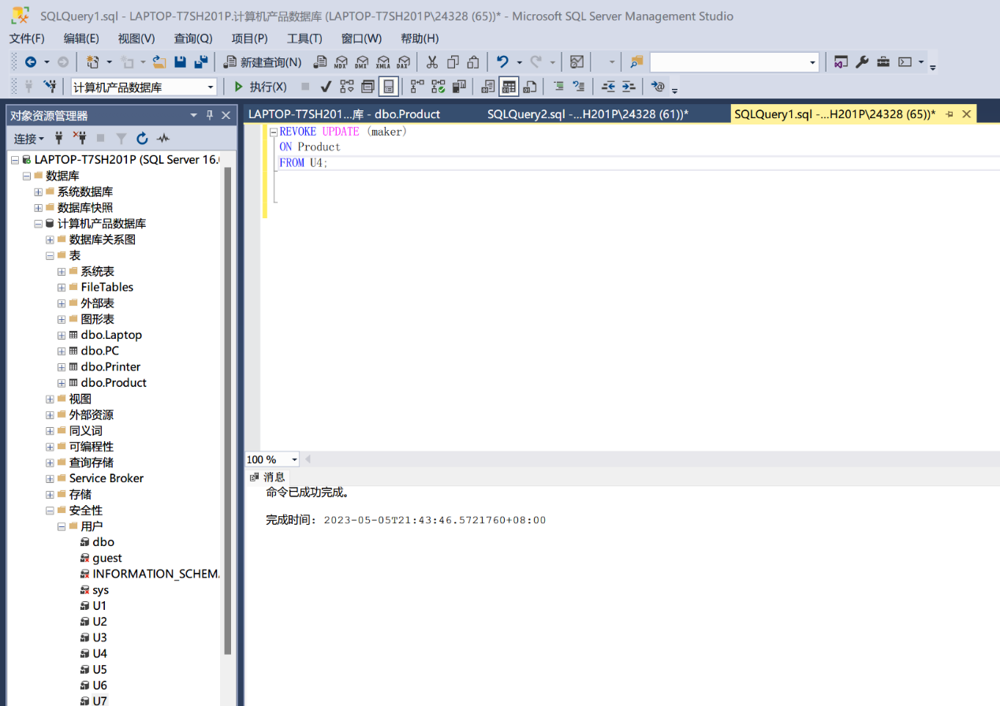 SQLQuery1.sql - LAPTOP-T7SH201P.计算机产品数据库 (LAPTOP-T7SH201P\24328 (65))* - Microsoft SQL Server Management Studio
文件(F) 编辑(E) 视图(V) 查询(Q) 项目(P) 工具(T) 窗口(W) 帮助(H)
新建查询(N) MDX DMX XMLA DAX
计算机产品数据库 执行(X)
对象资源管理器
连接
LAPTOP-T7SH201P (SQL Server 16.
数据库
系统数据库
数据库快照
计算机产品数据库
数据库关系图
表
系统表
FileTables
外部表
图形表
dbo.Laptop
dbo.PC
dbo.Printer
dbo.Product
视图
外部资源
同义词
可编程性
查询存储
Service Broker
存储
安全性
用户
dbo
guest
INFORMATION_SCHEM
sys
U1
U2
U3
U4
U5
U6
U7
LAPTOP-T7SH201...库 - dbo.Product SQLQuery2.sql -...H201P\24328 (61))* SQLQuery1.sql -...H201P\24328 (65))*
REVOKE UPDATE (maker)
ON Product
FROM U4;
100 %
消息
命令已成功完成。
完成时间: 2023-05-05T21:43:46.5721760+08:00